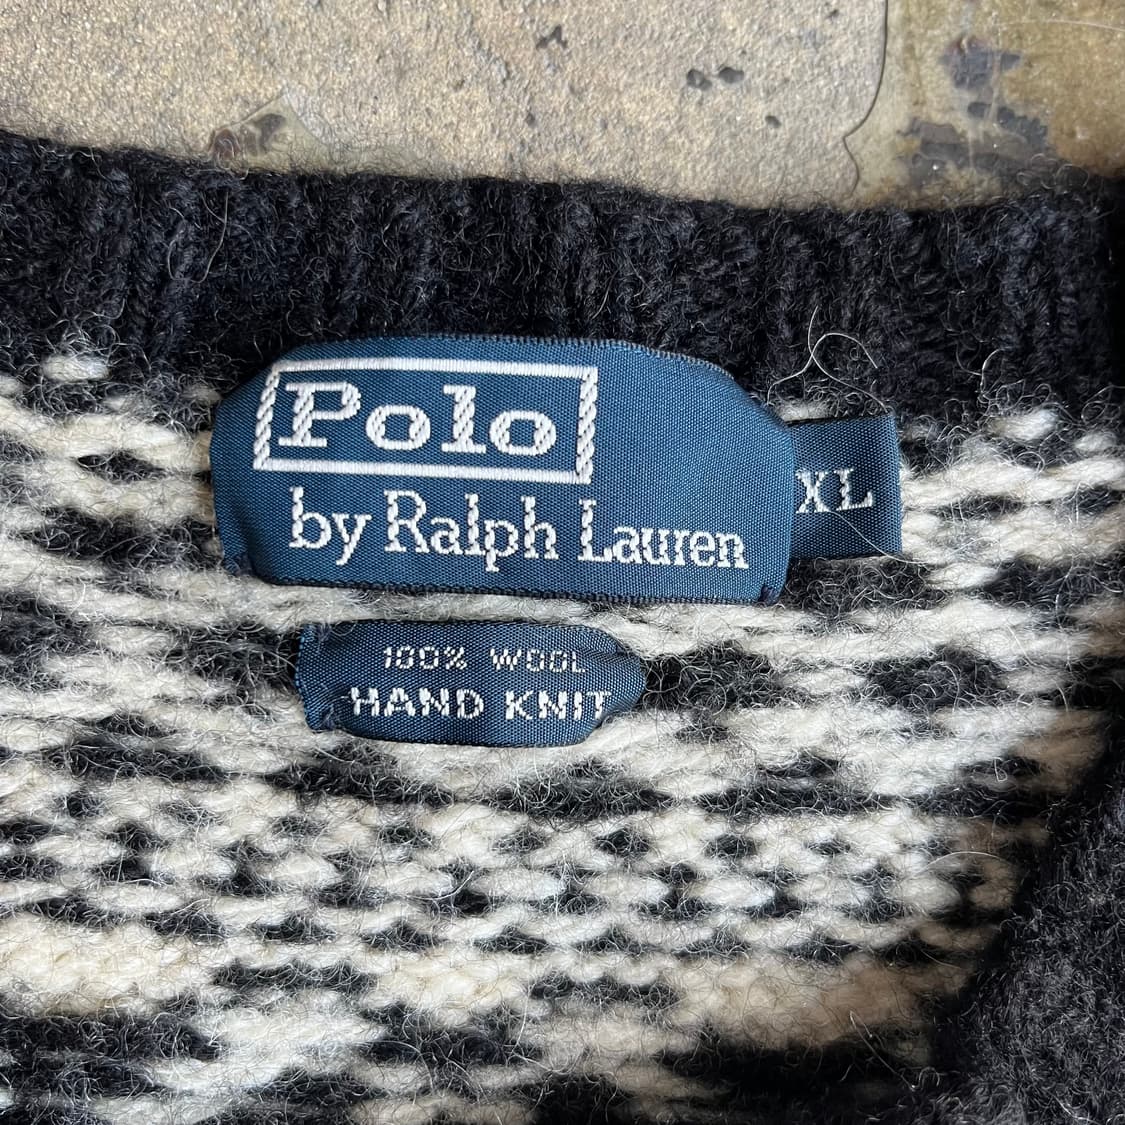 Polo
by Ralph Lauren
XL
100% WOOL
HAND KNIT